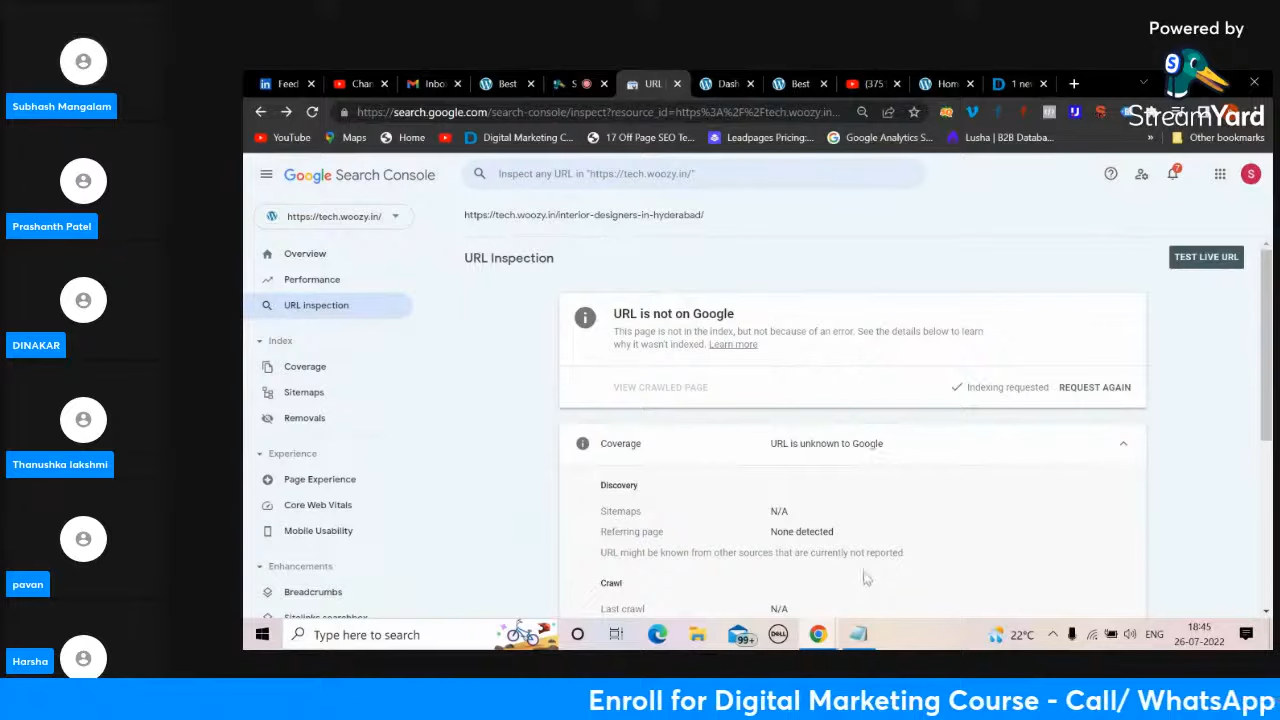 Powered by
StreamYard
Subhash Mangalam
Prashanth Patel
DINAKAR
Thanushka lakshmi
pavan
Harsha
Feed
Chan
Inbo
Best
S
URL
Dash
Best
(375
Hom
1 new
https://search.google.com/search-console/inspect?resource_id=https%3A%2F%2Ftech.woozy.in...
YouTube
Maps
Home
Digital Marketing C...
17 Off Page SEO Te...
Leadpages Pricing:...
Google Analytics S...
Lusha | B2B Databa...
»
Other bookmarks
Google Search Console
Inspect any URL in "https://tech.woozy.in/"
7
S
https://tech.woozy.in/
Overview
Performance
URL inspection
Index
Coverage
Sitemaps
Removals
Experience
Page Experience
Core Web Vitals
Mobile Usability
Enhancements
Breadcrumbs
Sitelinks searchbox
https://tech.woozy.in/interior-designers-in-hyderabad/
URL Inspection
TEST LIVE URL
URL is not on Google
This page is not in the index, but not because of an error. See the details below to learn
why it wasn't indexed. Learn more
VIEW CRAWLED PAGE
Indexing requested
REQUEST AGAIN
Coverage
URL is unknown to Google
Discovery
Sitemaps
N/A
Referring page
None detected
URL might be known from other sources that are currently not reported
Crawl
Last crawl
N/A
Type here to search
99+
DELL
22°C
ENG
18:45
26-07-2022
Enroll for Digital Marketing Course - Call/ WhatsApp